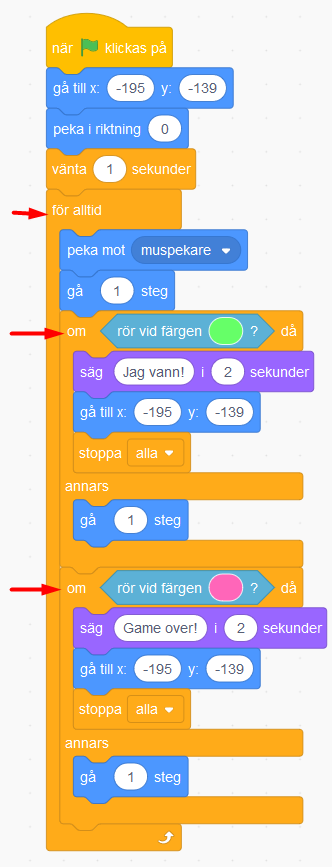 när klickas på
gå till x: -195 y: -139
peka i riktning 0
vänta 1 sekunder
för alltid
peka mot muspekare
gå 1 steg
om rör vid färgen ? då
säg Jag vann! i 2 sekunder
gå till x: -195 y: -139
stoppa alla
annars
gå 1 steg
om rör vid färgen ? då
säg Game over! i 2 sekunder
gå till x: -195 y: -139
stoppa alla
annars
gå 1 steg